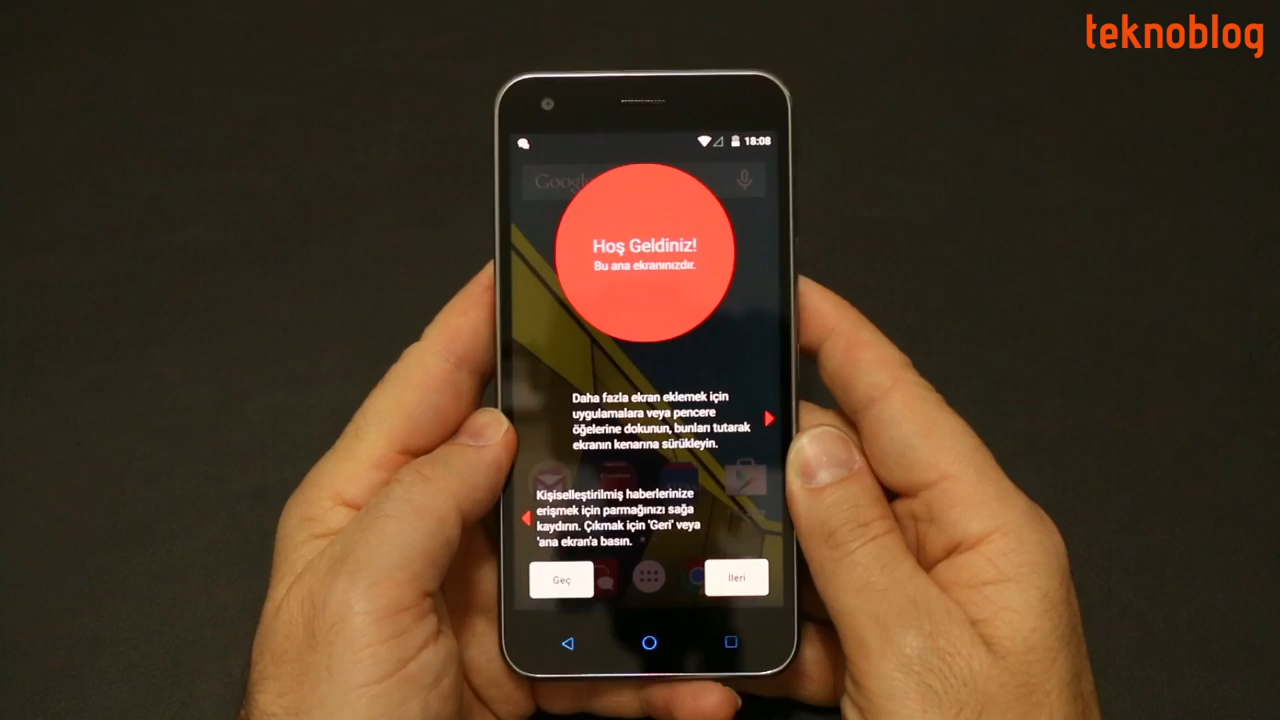 teknoblog
18:08
Google
Hoş Geldiniz!
Bu ana ekranınızdır.
Daha fazla ekran eklemek için
uygulamalara veya pencere
öğelerine dokunun, bunları tutarak
ekranın kenarına sürükleyin.
Kişiselleştirilmiş haberlerinize
erişmek için parmağınızı sağa
kaydırın. Çıkmak için 'Geri' veya
'ana ekran'a basın.
Geç
İleri